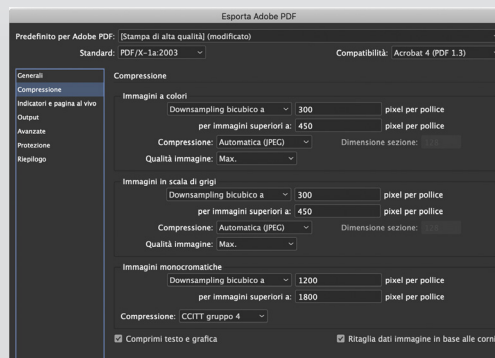 Esporta Adobe PDF
Predefinito per Adobe PDF: [Stampa di alta qualità] (modificato)
Standard: PDF/X-1a:2003 Compatibilità: Acrobat 4 (PDF 1.3)
Generali
Compressione
Indicatori e pagina al vivo
Output
Avanzate
Protezione
Riepilogo
Compressione
Immagini a colori
Downsampling bicubico a 300 pixel per pollice
per immagini superiori a: 450
Compressione: Automatica (JPEG) Dimensione sezione:
Qualità immagine: Max.
Immagini in scala di grigi
Downsampling bicubico a 300 pixel per pollice
per immagini superiori a: 450 pixel per pollice
Compressione: Automatica (JPEG) Dimensione sezione: 128
Qualità immagine: Max.
Immagini monocromatiche
Downsampling bicubico a 1200 pixel per pollice
per immagini superiori a: 1800 pixel per pollice
Compressione: CCITT gruppo 4
Comprimi testo e grafica Ritaglia dati immagine in base alle corni